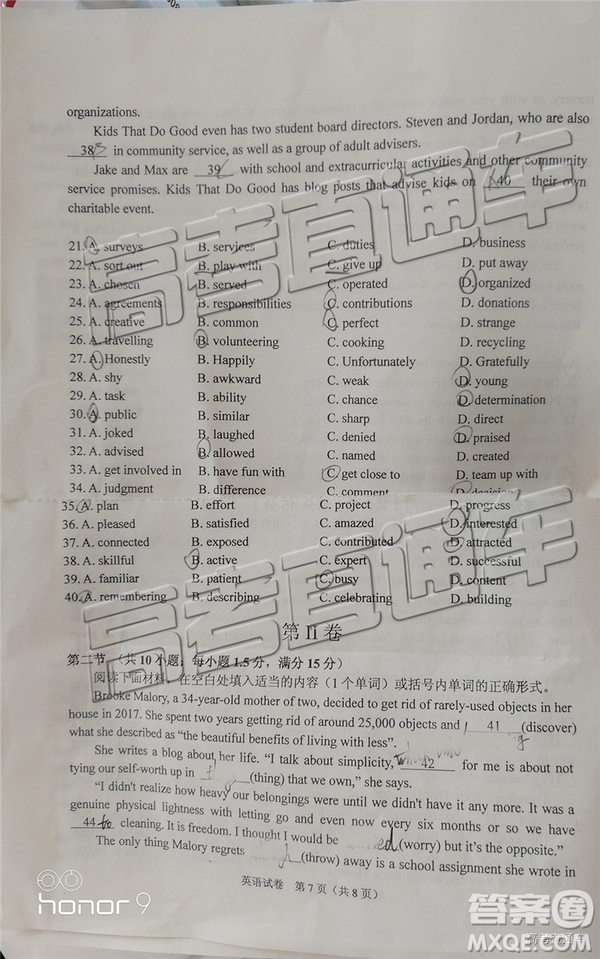 organizations.
Kids That Do Good even has two student board directors. Steven and Jordan, who are also
38 in community service, as well as a group of adult advisers.
Jake and Max are 39 with school and extracurricular activities and other community
service promises. Kids That Do Good has blog posts that advise kids on 40 their own
charitable event.
21. A. surveys B. services C. duties D. business
22. A. sort out B. play with C. give up D. put away
23. A. chosen B. served C. operated D. organized
24. A. agreements B. responsibilities C. contributions D. donations
25. A. creative B. common C. perfect D. strange
26. A. travelling B. volunteering C. cooking D. recycling
27. A. Honestly B. Happily C. Unfortunately D. Gratefully
28. A. shy B. awkward C. weak D. young
29. A. task B. ability C. chance D. determination
30. A. public B. similar C. sharp D. direct
31. A. joked B. laughed C. denied D. praised
32. A. advised B. allowed C. named D. created
33. A. get involved in B. have fun with C. get close to D. team up with
34. A. judgment B. difference C. comment D. decision
35. A. plan B. effort C. project D. progress
36. A. pleased B. satisfied C. amazed D. interested
37. A. connected B. exposed C. contributed D. attracted
38. A. skillful B. active C. expert D. successful
39. A. familiar B. patient C. busy D. content
40. A. remembering B. describing C. celebrating D. building
第 II 卷
第二节 (共 10 小题; 每小题 1.5 分, 满分 15 分)
阅读下面材料, 在空白处填入适当的内容 (1 个单词) 或括号内单词的正确形式。
Brooke Malory, a 34-year-old mother of two, decided to get rid of rarely-used objects in her
house in 2017. She spent two years getting rid of around 25,000 objects and 41 (discover)
what she described as "the beautiful benefits of living with less".
She writes a blog about her life. "I talk about simplicity, 42 for me is about not
tying our self-worth up in (thing) that we own," she says.
"I didn't realize how heavy our belongings were until we didn't have it any more. It was a
genuine physical lightness with letting go and even now every six months or so we have
44 to cleaning. It is freedom. I thought I would be ed (worry) but it's the opposite."
The only thing Malory regrets (throw) away is a school assignment she wrote in
英语试卷 第 7 页 (共 8 页)
honor 9
高考直通车
高考直通车
答案圈
MXQE.COM